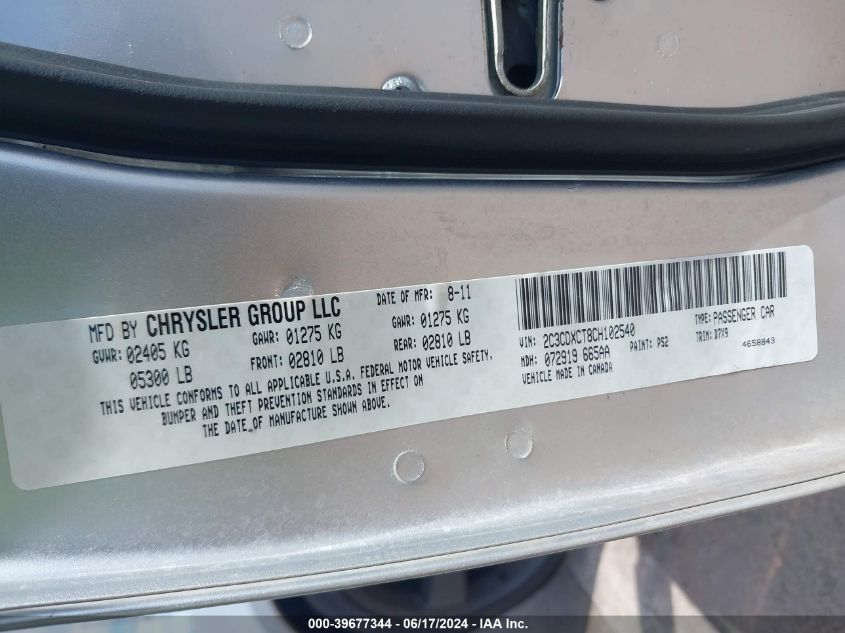 MFD BY CHRYSLER GROUP LLC DATE OF MFR: 8-11
GVWR: 02405 KG GAWR: 01275 KG GAWR: 01275 KG
05300 LB FRONT: 02810 LB REAR: 02810 LB
THIS VEHICLE CONFORMS TO ALL APPLICABLE U.S.A. FEDERAL MOTOR VEHICLE SAFETY,
BUMPER AND THEFT PREVENTION STANDARDS IN EFFECT ON
THE DATE OF MANUFACTURE SHOWN ABOVE.
VIN: 2C3CDXCT8CH102540 TYPE: PASSENGER CAR
MDH: 072919 665AA PAINT: PS2 TRIM: D7X9
VEHICLE MADE IN CANADA 4658843
000-39677344 - 06/17/2024 - IAA Inc.